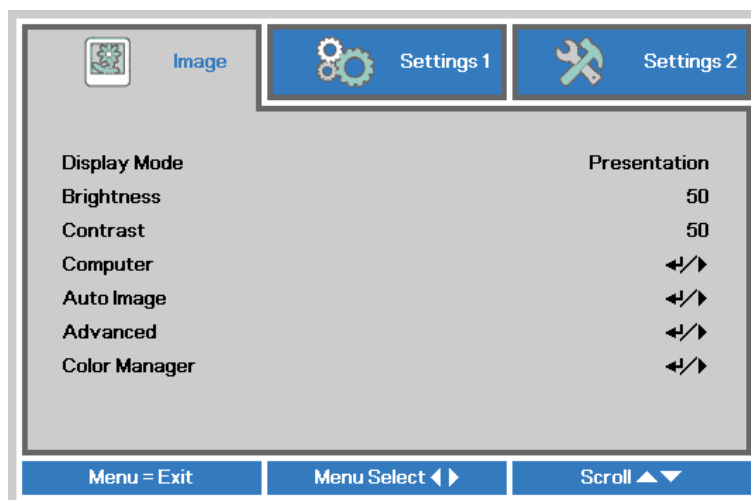 Image Settings 1 Settings 2
Display Mode Presentation
Brightness 50
Contrast 50
Computer
Auto Image
Advanced
Color Manager
Menu = Exit Menu Select Scroll